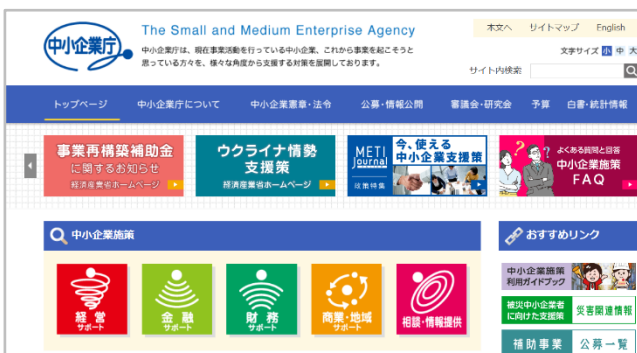 中小企業庁
The Small and Medium Enterprise Agency
中小企業庁は、現在事業活動を行っている中小企業、これから事業を起こそうと
思っている方々を、様々な角度から支援する対策を展開しております。
本文へ サイトマップ English
文字サイズ 小 中 大
サイト内検索
トップページ 中小企業庁について 中小企業憲章・法令 公募・情報公開 審議会・研究会 予算 白書・統計情報
事業再構築補助金
に関するお知らせ
経済産業省ホームページ
ウクライナ情勢
支援策
経済産業省ホームページ
METI
Journal
政策特集
今、使える
中小企業支援策
よくある質問と回答
中小企業施策
FAQ
中小企業施策
おすすめリンク
経営
サポート
金融
サポート
財務
サポート
商業・地域
サポート
相談・情報提供
中小企業施策
利用ガイドブック
被災中小企業者
に向けた支援策
災害関連情報
補助事業 公募一覧